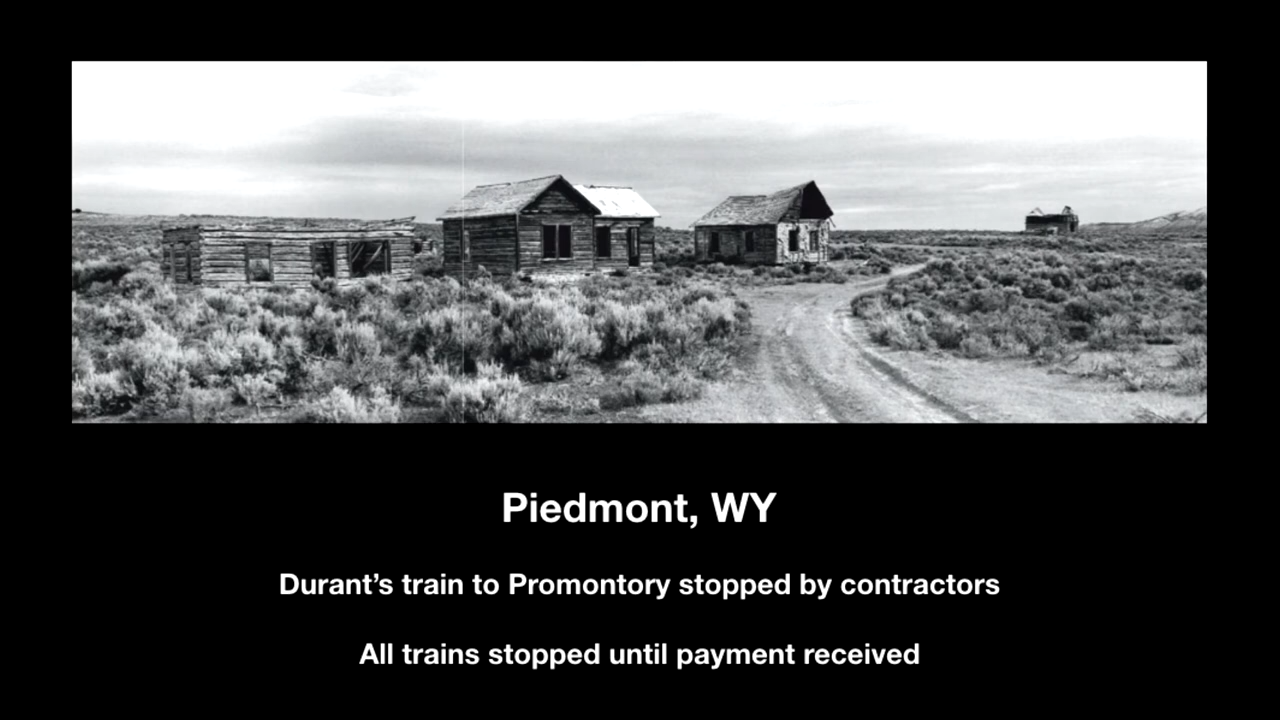 Piedmont, WY
Durant’s train to Promontory stopped by contractors
All trains stopped until payment received